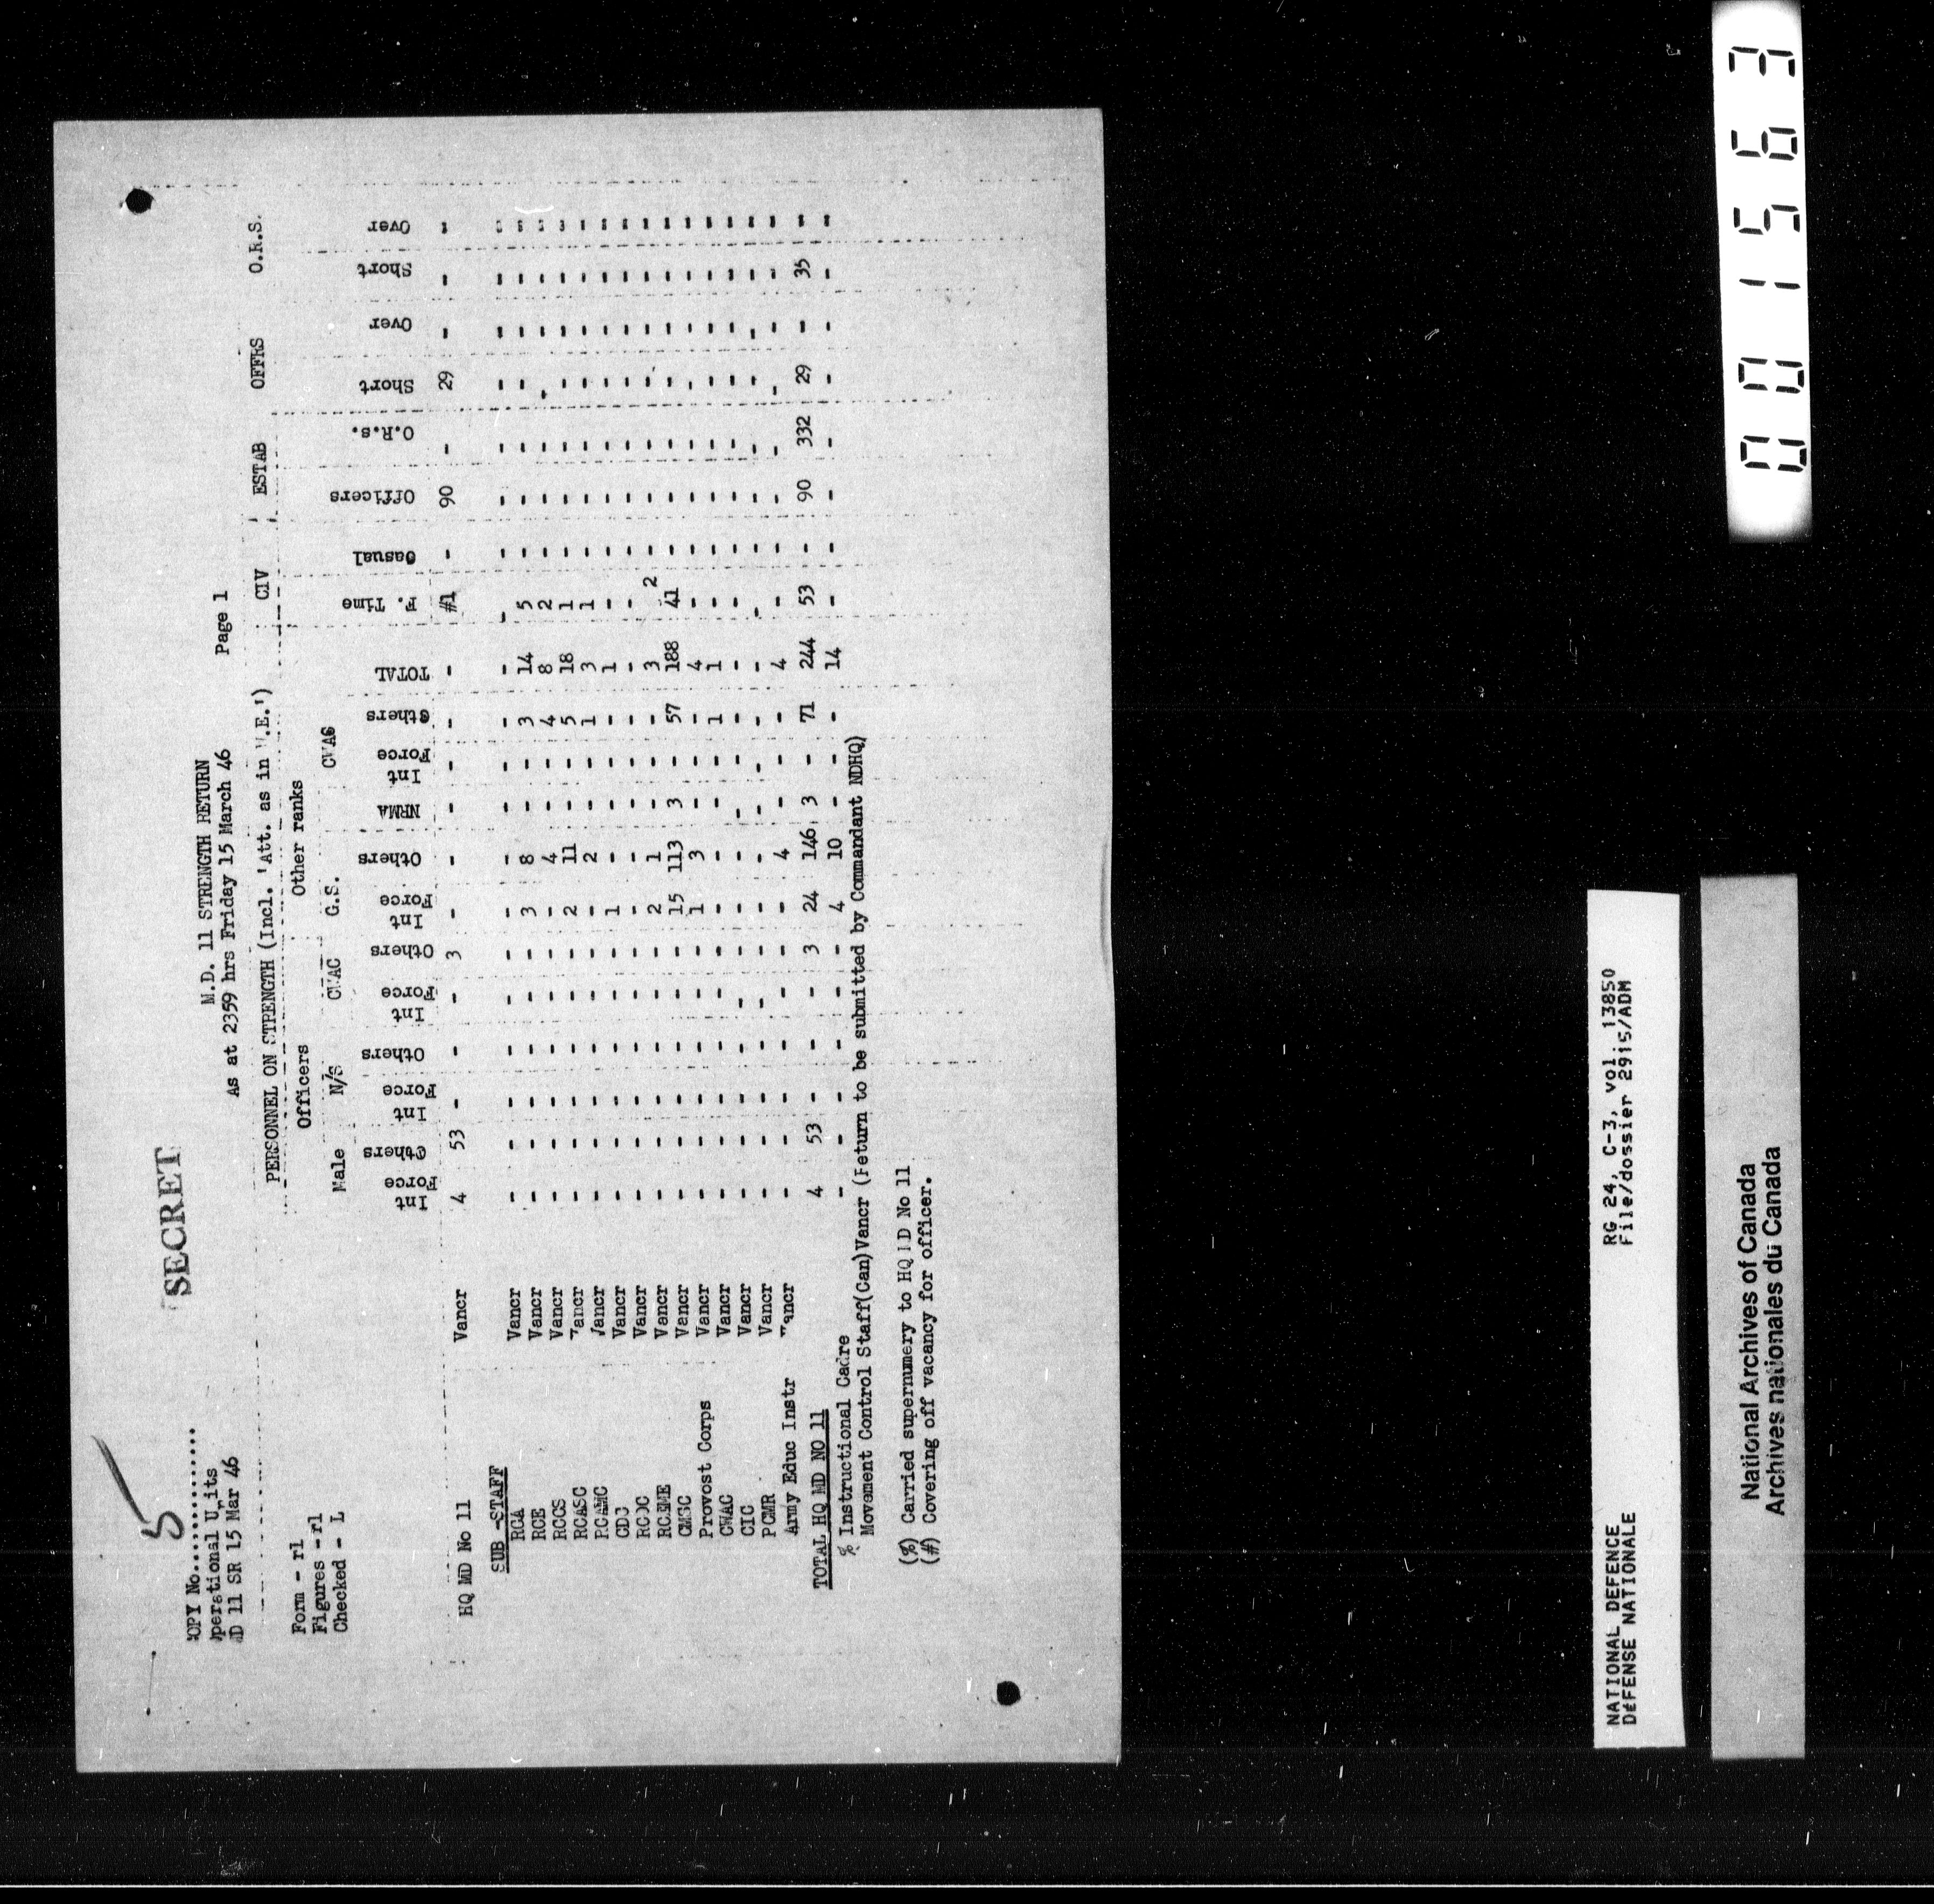 5
SECRET
COPY No..............
Operational Units
MD 11 SR 15 Mar 46
M.D. 11 STRENGTH RETURN
As at 2359 hrs Friday 15 March 46
Page 1
PERSONNEL ON STRENGTH (Incl. 'Att. as in W.E.') CIV ESTAB OFFRS O.R.S.
Form - rl
Figures - rl
Checked - L
Officers Other ranks
Male N/S CWAC G.S. CWAC
Int Force Others Int Force Others Int Force Others Int Force Others NRMA Int Force Others TOTAL F. Time Casual Officers O.R.s. Short Over Short Over
HQ MD No 11 Vancr 4 53 - - - 3 - - - - - - #1 - 90 - 29 - - -
SUB-STAFF
RCA Vancr - - - - - - - - - - - - - - - - - - - -
RCE Vancr - - - - - - 3 8 - - 3 14 5 - - - - - - -
RCCS Vancr - - - - - - - 4 - - 4 8 2 - - - - - - -
RCASC Vancr - - - - - - 2 11 - - 5 18 1 - - - - - - -
RCAMC Vancr - - - - - - - 2 - - 1 3 1 - - - - - - -
CDC Vancr - - - - - - 1 - - - - 1 - - - - - - - -
RCOC Vancr - - - - - - - - - - - - - - - - - - - -
RCEME Vancr - - - - - - 2 1 - - - 3 2 - - - - - - -
CMSC Vancr - - - - - - 15 113 3 - 57 188 41 - - - - - - -
Provost Corps Vancr - - - - - - 1 3 - - - 4 - - - - - - - -
CWAC Vancr - - - - - - - - - - 1 1 - - - - - - - -
CIC Vancr - - - - - - - - - - - - - - - - - - - -
PCMR Vancr - - - - - - - - - - - - - - - - - - - -
Army Educ Instr Vancr - - - - - - - 4 - - - 4 - - - - - - - -
TOTAL HQ MD NO 11 4 53 - - - 3 24 146 3 - 71 244 53 - 90 332 29 - 35 -
% Instructional Cadre - - - - - - 4 10 - - - 14 - - - - - - - -
Movement Control Staff(Can)Vancr (Return to be submitted by Commandant NDHQ)
(%) Carried supernumery to HQ MD No 11
(#) Covering off vacancy for officer.
NATIONAL DEFENCE RG 24, C-3, vol. 13850
DéFENSE NATIONALE File/dossier 2915/ADM
National Archives of Canada
Archives nationales du Canada
001563